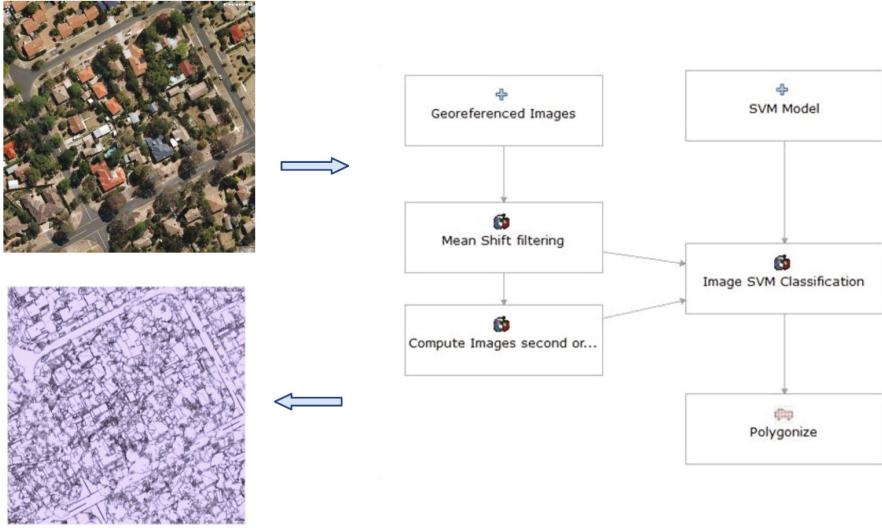 Georeferenced Images
SVM Model
Mean Shift filtering
Image SVM Classification
Compute Images second or...
Polygonize